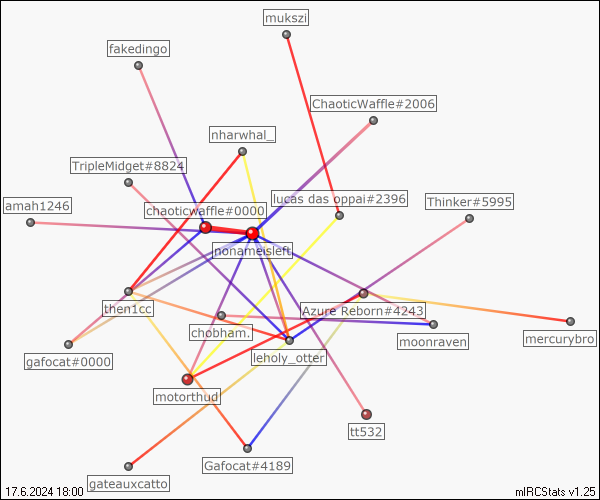 mukszi
fakedingo
ChaoticWaffle#2006
nharwhal_
TripleMidget#8824
lucas das oppai#2396
Thinker#5995
amah1246
chaoticwaffle#0000
nonameisleft
then1cc
Azure Reborn#4243
chobham.
moonraven
mercurybro
gafocat#0000
leholy_otter
motorthud
tt532
Gafocat#4189
gateauxcatto
17.6.2024 18:00
mIRCStats v1.25